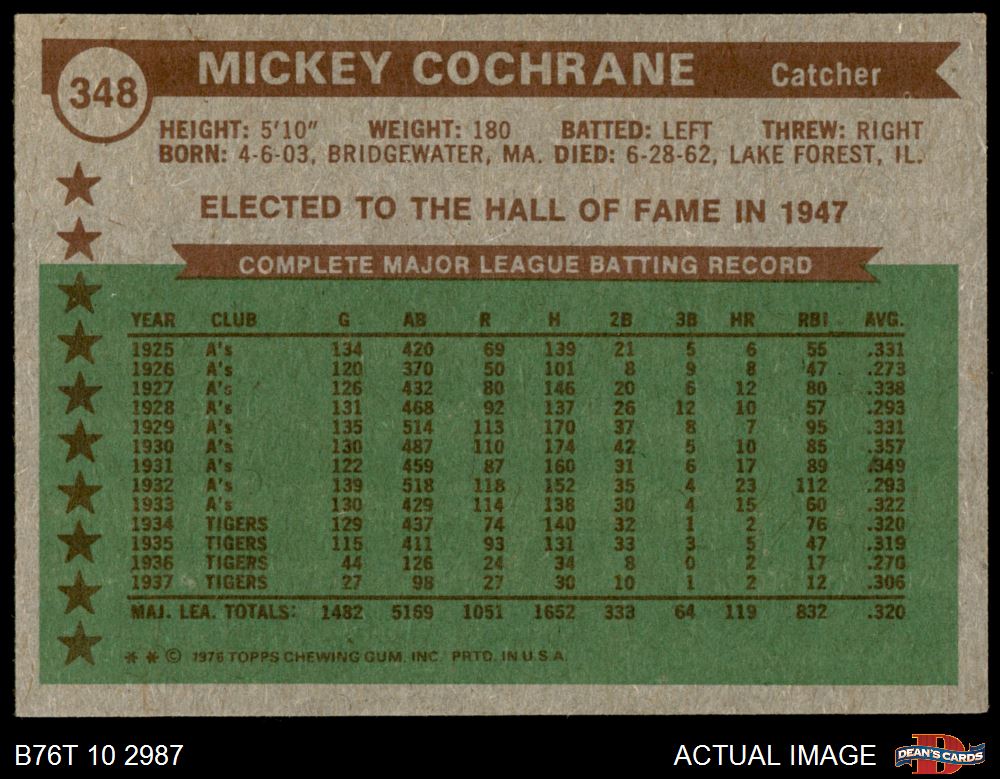 348
MICKEY COCHRANE Catcher
HEIGHT: 5'10" WEIGHT: 180 BATTED: LEFT THREW: RIGHT
BORN: 4-6-03, BRIDGEWATER, MA. DIED: 6-28-62, LAKE FOREST, IL.
ELECTED TO THE HALL OF FAME IN 1947
COMPLETE MAJOR LEAGUE BATTING RECORD
YEAR CLUB G AB R H 2B 3B HR RBI AVG.
1925 A's 134 420 69 139 21 5 6 55 .331
1926 A's 120 370 50 101 8 9 8 47 .273
1927 A's 126 432 80 146 20 6 12 80 .338
1928 A's 131 468 92 137 26 12 10 57 .293
1929 A's 135 514 113 170 37 8 7 95 .331
1930 A's 130 487 110 174 42 5 10 85 .357
1931 A's 122 459 87 160 31 6 17 89 .349
1932 A's 139 518 118 152 35 4 23 112 .293
1933 A's 130 429 114 138 30 4 15 60 .322
1934 TIGERS 129 437 74 140 32 1 2 76 .320
1935 TIGERS 115 411 93 131 33 3 5 47 .319
1936 TIGERS 44 126 24 34 8 0 2 17 .270
1937 TIGERS 27 98 27 30 10 1 2 12 .306
MAJ. LEA. TOTALS: 1482 5169 1051 1652 333 64 119 832 .320
* * © 1976 TOPPS CHEWING GUM, INC. PRTD. IN U.S.A.
B76T 10 2987 ACTUAL IMAGE DEAN'S CARDS